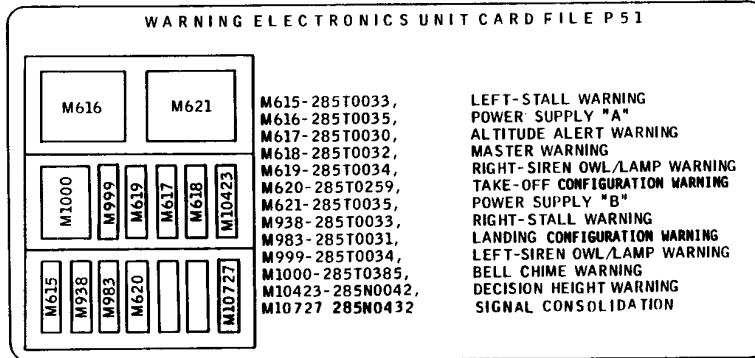 WARNING ELECTRONICS UNIT CARD FILE P51
M616 M621
M1000 M999 M619 M617 M618 M10423
M615 M938 M983 M620 M10727
M615-285T0033, LEFT-STALL WARNING
M616-285T0035, POWER SUPPLY "A"
M617-285T0030, ALTITUDE ALERT WARNING
M618-285T0032, MASTER WARNING
M619-285T0034, RIGHT-SIREN OWL/LAMP WARNING
M620-285T0259, TAKE-OFF CONFIGURATION WARNING
M621-285T0035, POWER SUPPLY "B"
M938-285T0033, RIGHT-STALL WARNING
M983-285T0031, LANDING CONFIGURATION WARNING
M999-285T0034, LEFT-SIREN OWL/LAMP WARNING
M1000-285T0385, BELL CHIME WARNING
M10423-285N0042, DECISION HEIGHT WARNING
M10727 285N0432 SIGNAL CONSOLIDATION